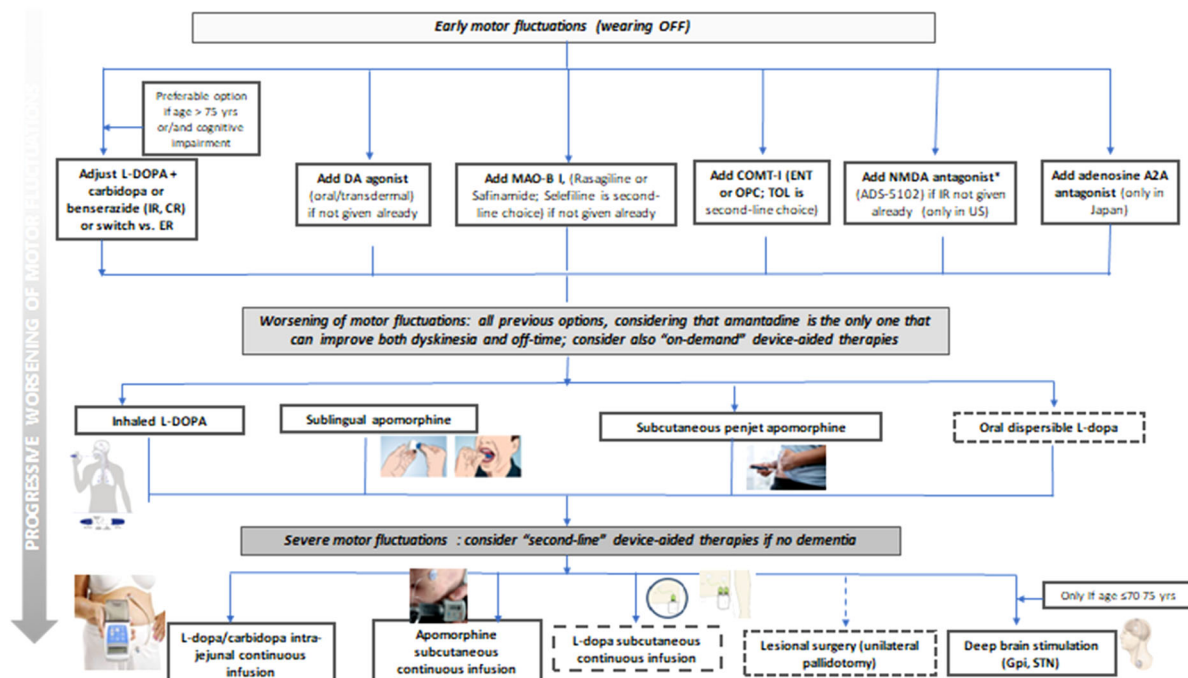 PROGRESSIVE WORSENING OF MOTOR FLUCTUATIONS
Early motor fluctuations (wearing OFF)
Preferable option
if age > 75 yrs
or/and cognitive
impairment
Adjust L-DOPA +
carbidopa or
benserazide (IR, CR)
or switch vs. ER
Add DA agonist
(oral/transdermal)
if not given already
Add MAO-B I, (Rasagiline or
Safinamide; Selefiline is second-
line choice) if not given already
Add COMT-I (ENT
or OPC; TOL is
second-line choice)
Add NMDA antagonist*
(ADS-5102) if IR not given
already (only in US)
Add adenosine A2A
antagonist (only in
Japan)
Worsening of motor fluctuations: all previous options, considering that amantadine is the only one that
can improve both dyskinesia and off-time; consider also "on-demand" device-aided therapies
Inhaled L-DOPA
Sublingual apomorphine
Subcutaneous penjet apomorphine
Oral dispersible L-dopa
Severe motor fluctuations : consider "second-line" device-aided therapies if no dementia
Only if age ≤70 75 yrs
L-dopa/carbidopa intra-
jejunal continuous
infusion
Apomorphine
subcutaneous
continuous infusion
L-dopa subcutaneous
continuous infusion
Lesional surgery (unilateral
pallidotomy)
Deep brain stimulation
(Gpi, STN)